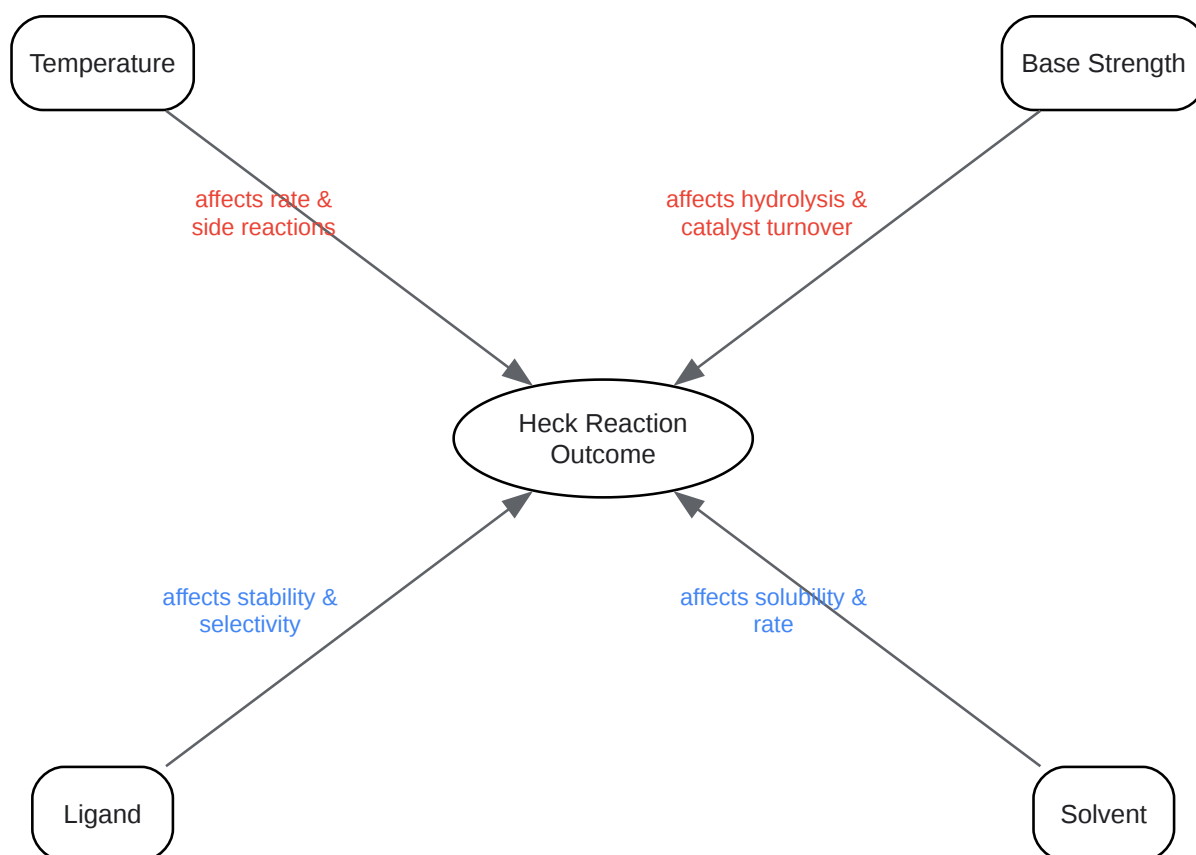 Temperature
Base Strength
affects rate &
side reactions
affects hydrolysis &
catalyst turnover
Heck Reaction
Outcome
affects stability &
selectivity
affects solubility &
rate
Ligand
Solvent